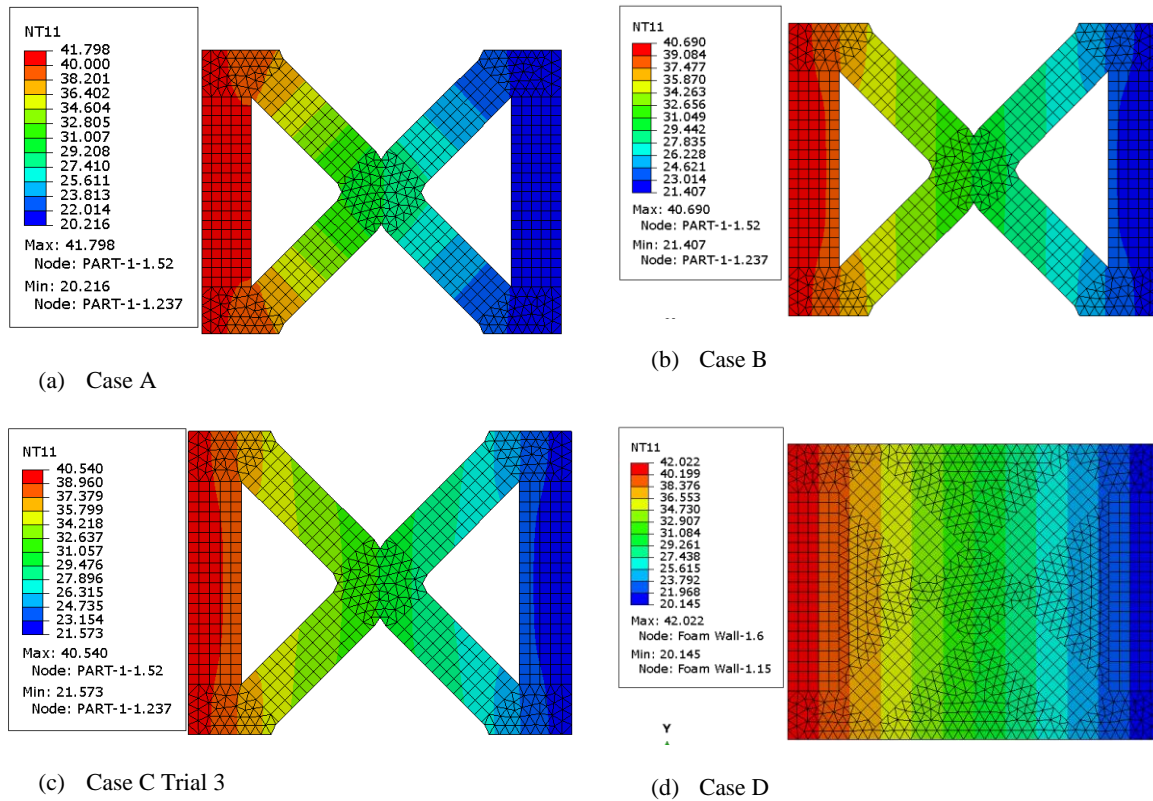 NT11
41.798
40.000
38.201
36.402
34.604
32.805
31.007
29.208
27.410
25.611
23.813
22.014
20.216
Max: 41.798
Node: PART-1-1.52
Min: 20.216
Node: PART-1-1.237
(a) Case A
NT11
40.690
39.084
37.477
35.870
34.263
32.656
31.049
29.442
27.835
26.228
24.621
23.014
21.407
Max: 40.690
Node: PART-1-1.52
Min: 21.407
Node: PART-1-1.237
(b) Case B
NT11
40.540
38.960
37.379
35.799
34.218
32.637
31.057
29.476
27.896
26.315
24.735
23.154
21.573
Max: 40.540
Node: PART-1-1.52
Min: 21.573
Node: PART-1-1.237
(c) Case C Trial 3
NT11
42.022
40.199
38.376
36.553
34.730
32.907
31.084
29.261
27.438
25.615
23.792
21.968
20.145
Max: 42.022
Node: Foam Wall-1.6
Min: 20.145
Node: Foam Wall-1.15
Y
(d) Case D